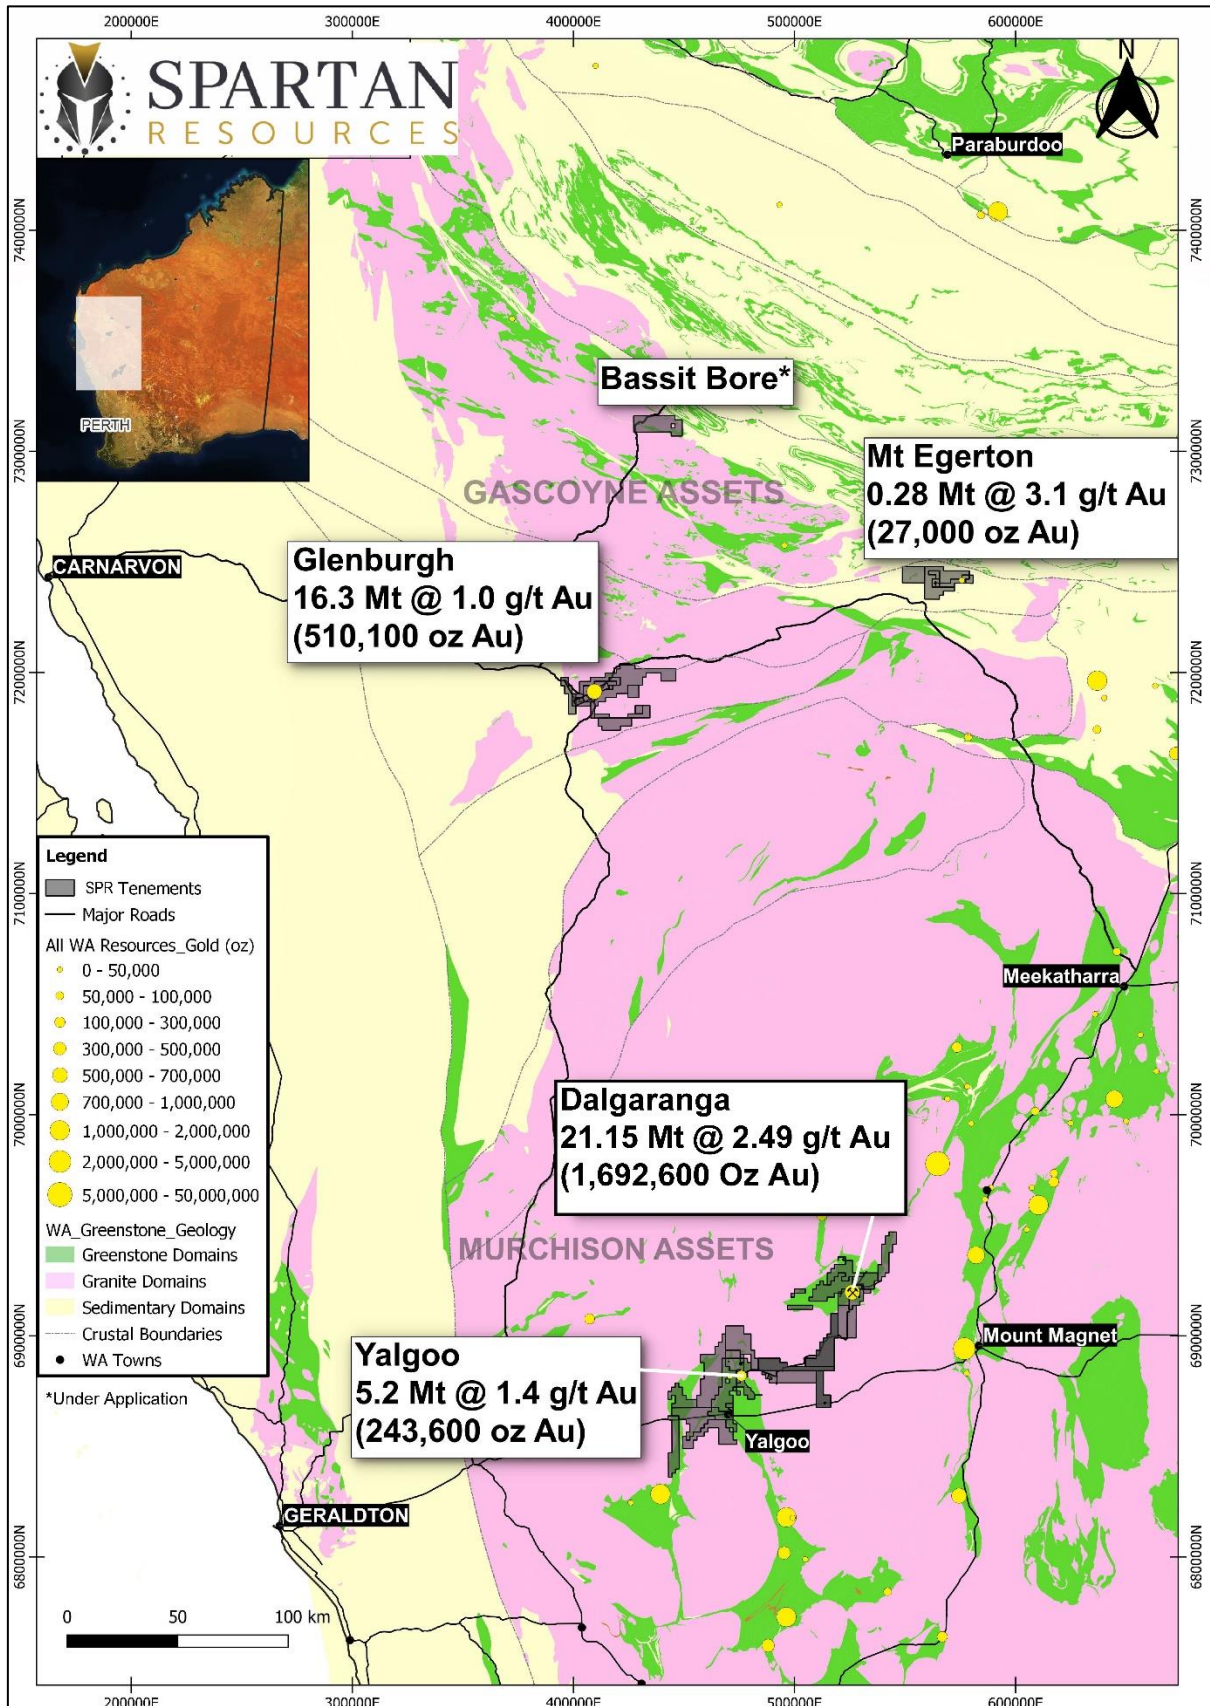 200000E 300000E 400000E 500000E 600000E
SPARTAN
RESOURCES
N
Paraburdoo
7400000N 7400000N
PERTH
Bassit Bore*
7300000N 7300000N
Mt Egerton
0.28 Mt @ 3.1 g/t Au
(27,000 oz Au)
GASCOYNE ASSETS
CARNARVON
Glenburgh
16.3 Mt @ 1.0 g/t Au
(510,100 oz Au)
7200000N 7200000N
Legend
SPR Tenements
Major Roads
All WA Resources_Gold (oz)
0 - 50,000
50,000 - 100,000
100,000 - 300,000
300,000 - 500,000
500,000 - 700,000
700,000 - 1,000,000
1,000,000 - 2,000,000
2,000,000 - 5,000,000
5,000,000 - 50,000,000
WA_Greenstone_Geology
Greenstone Domains
Granite Domains
Sedimentary Domains
Crustal Boundaries
WA Towns
*Under Application
7100000N 7100000N
Meekatharra
7000000N 7000000N
Dalgaranga
21.15 Mt @ 2.49 g/t Au
(1,692,600 Oz Au)
MURCHISON ASSETS
6900000N 6900000N
Mount Magnet
Yalgoo
5.2 Mt @ 1.4 g/t Au
(243,600 oz Au)
Yalgoo
GERALDTON
6800000N 6800000N
0 50 100 km
200000E 300000E 400000E 500000E 600000E